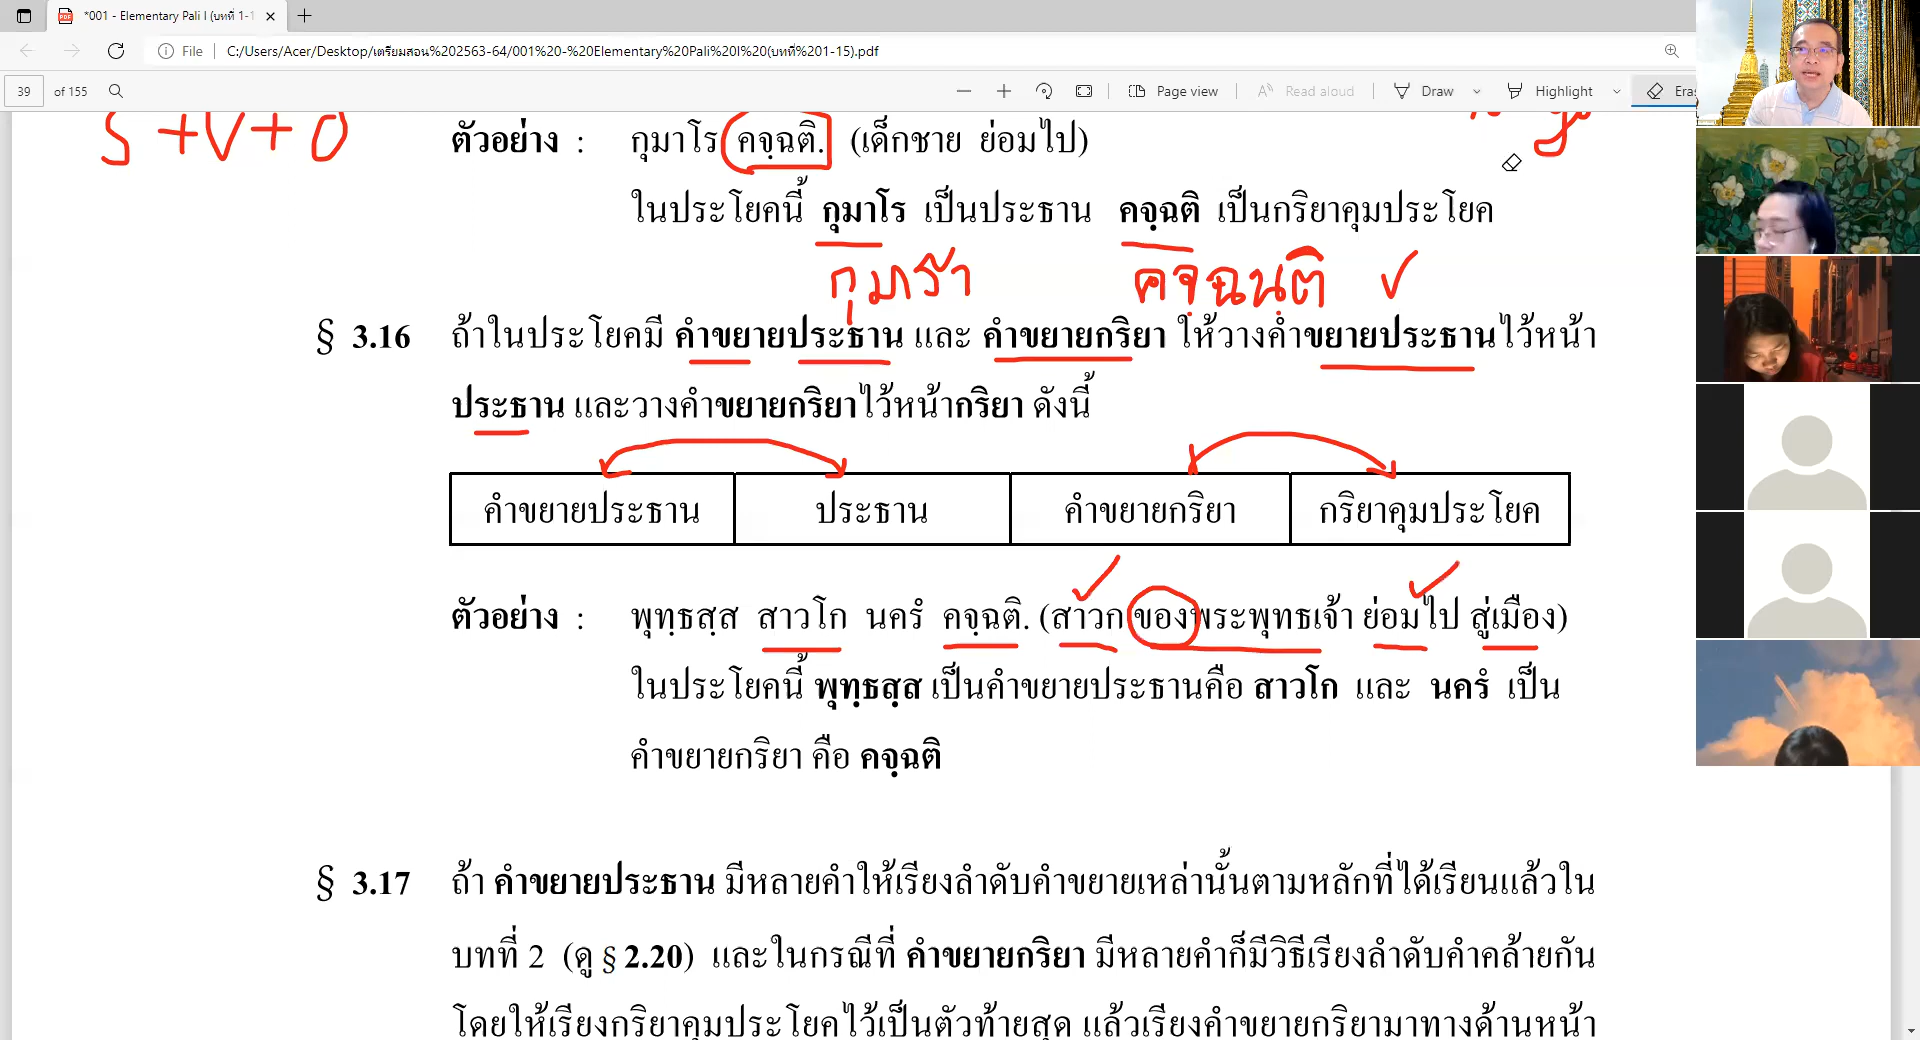 *001 - Elementary Pali I (บทที่ 1-1
File C:/Users/Acer/Desktop/เตรียมสอน%202563-64/001%20-%20Elementary%20Pali%20I%20(บทที่%201-15).pdf
39 of 155 Page view Read aloud Draw Highlight Eras
S + V + O
ตัวอย่าง : กุมาโร คจฺฉติ. (เด็กชาย ย่อมไป)
ในประโยคนี้ กุมาโร เป็นประธาน คจฺฉติ เป็นกริยาคุมประโยค
กุมารา คจฺฉนฺติ
§ 3.16 ถ้าในประโยคมี คำขยายประธาน และ คำขยายกริยา ให้วางคำขยายประธานไว้หน้า
ประธาน และวางคำขยายกริยาไว้หน้ากริยา ดังนี้
คำขยายประธาน ประธาน คำขยายกริยา กริยาคุมประโยค
ตัวอย่าง : พุทฺธสฺส สาวโก นครํ คจฺฉติ. (สาวก ของพระพุทธเจ้า ย่อมไป สู่เมือง)
ในประโยคนี้ พุทฺธสฺส เป็นคำขยายประธานคือ สาวโก และ นครํ เป็น
คำขยายกริยา คือ คจฺฉติ
§ 3.17 ถ้า คำขยายประธาน มีหลายคำให้เรียงลำดับคำขยายเหล่านั้นตามหลักที่ได้เรียนแล้วใน
บทที่ 2 (ดู § 2.20) และในกรณีที่ คำขยายกริยา มีหลายคำก็มีวิธีเรียงลำดับคำคล้ายกัน
โดยให้เรียงกริยาคุมประโยคไว้เป็นตัวท้ายสุด แล้วเรียงคำขยายกริยามาทางด้านหน้า